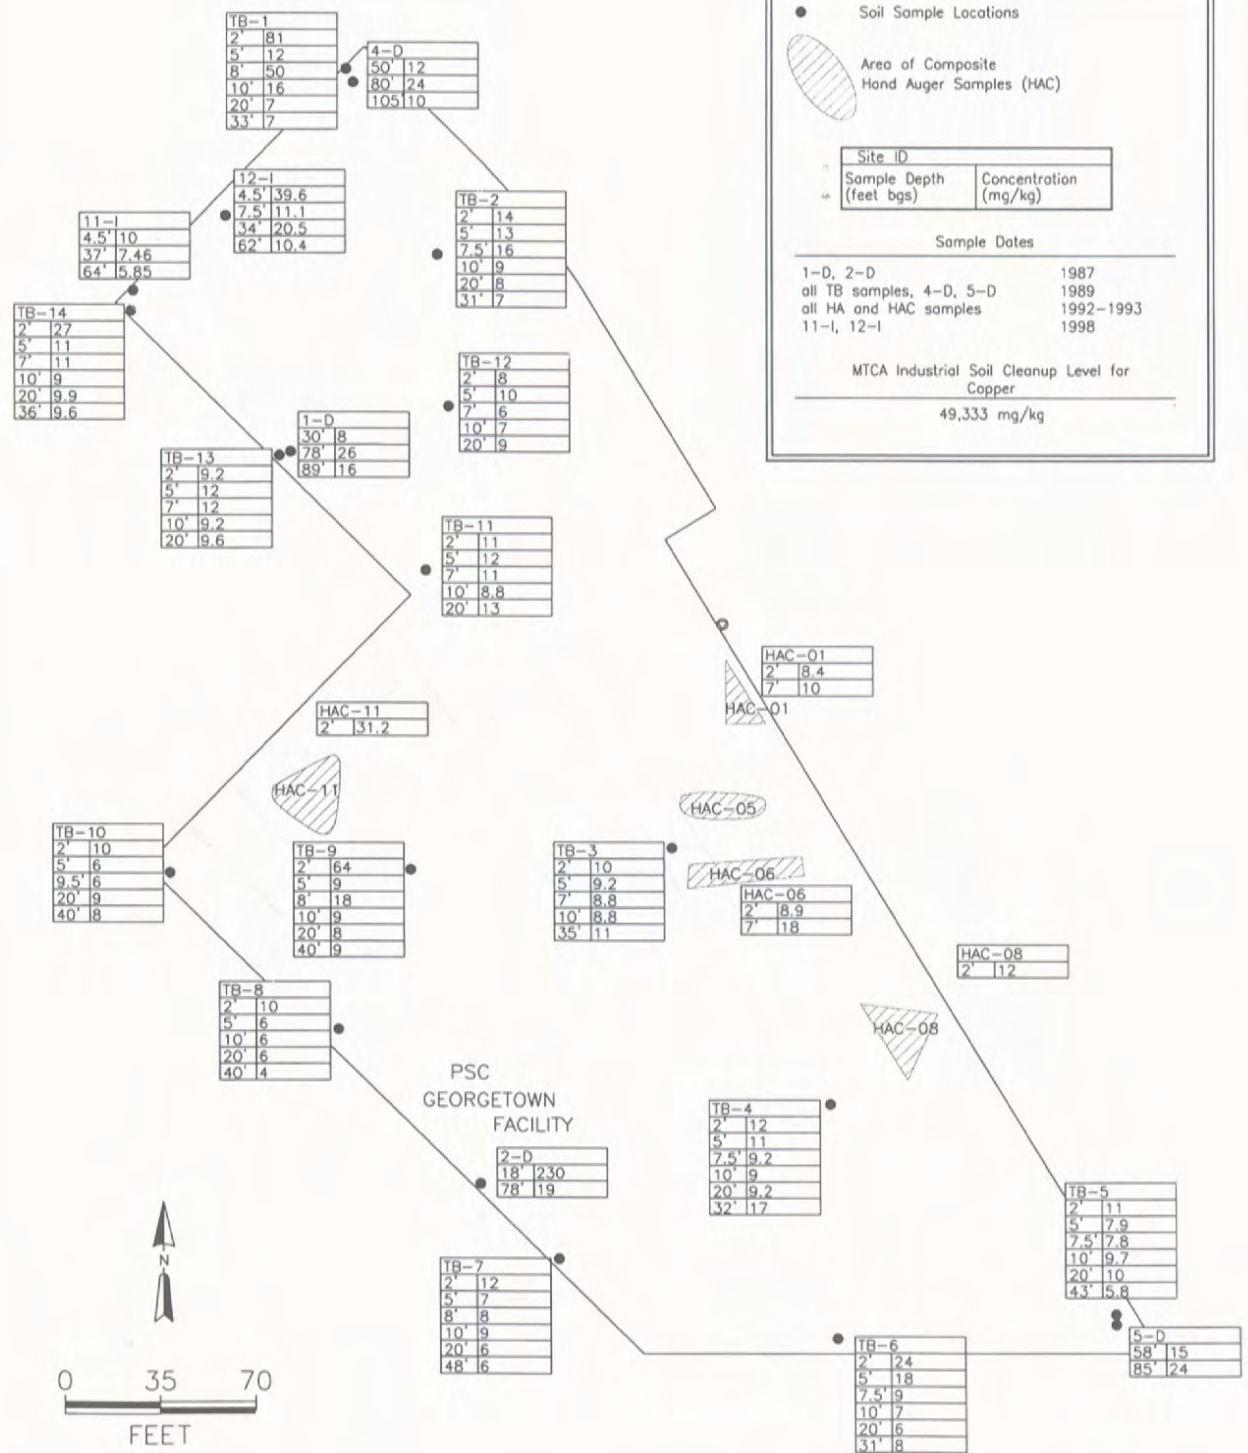 Soil Sample Locations
Area of Composite
Hand Auger Samples (HAC)
Site ID
Sample Depth (feet bgs) Concentration (mg/kg)
Sample Dates
1-D, 2-D 1987
all TB samples, 4-D, 5-D 1989
all HA and HAC samples 1992-1993
11-I, 12-I 1998
MTCA Industrial Soil Cleanup Level for
Copper
49,333 mg/kg
TB-1
2' 81
5' 12
8' 50
10' 16
20' 7
33' 7
4-D
50' 12
80' 24
105' 10
12-I
4.5' 39.6
7.5' 11.1
34' 20.5
62' 10.4
11-I
4.5' 10
37' 7.46
64' 5.85
TB-2
2' 14
5' 13
7.5' 16
10' 9
20' 8
31' 7
TB-14
2' 27
5' 11
7' 11
10' 9
20' 9.9
36' 9.6
TB-12
2' 8
5' 10
7' 6
10' 7
20' 9
1-D
30' 8
78' 26
89' 16
TB-13
2' 9.2
5' 12
7' 12
10' 9.2
20' 9.6
TB-11
2' 11
5' 12
7' 11
10' 8.8
20' 13
HAC-01
2' 8.4
7' 10
HAC-01
HAC-11
2' 31.2
HAC-11
HAC-05
TB-10
2' 10
5' 6
9.5' 6
20' 9
40' 8
TB-9
2' 64
5' 9
8' 18
10' 9
20' 8
40' 9
TB-3
2' 10
5' 9.2
7' 8.8
10' 8.8
35' 11
HAC-06
HAC-06
2' 8.9
7' 18
HAC-08
2' 12
HAC-08
TB-8
2' 10
5' 6
10' 6
20' 6
40' 4
PSC
GEORGETOWN
FACILITY
2-D
18' 230
78' 19
TB-4
2' 12
5' 11
7.5' 9.2
10' 9
20' 9.2
32' 17
TB-5
2' 11
5' 7.9
7.5' 7.8
10' 9.7
20' 10
43' 5.8
TB-7
2' 12
5' 7
8' 8
10' 9
20' 6
48' 6
5-D
58' 15
85' 24
TB-6
2' 24
5' 18
7.5' 9
10' 7
20' 6
31' 8
N
0 35 70
FEET